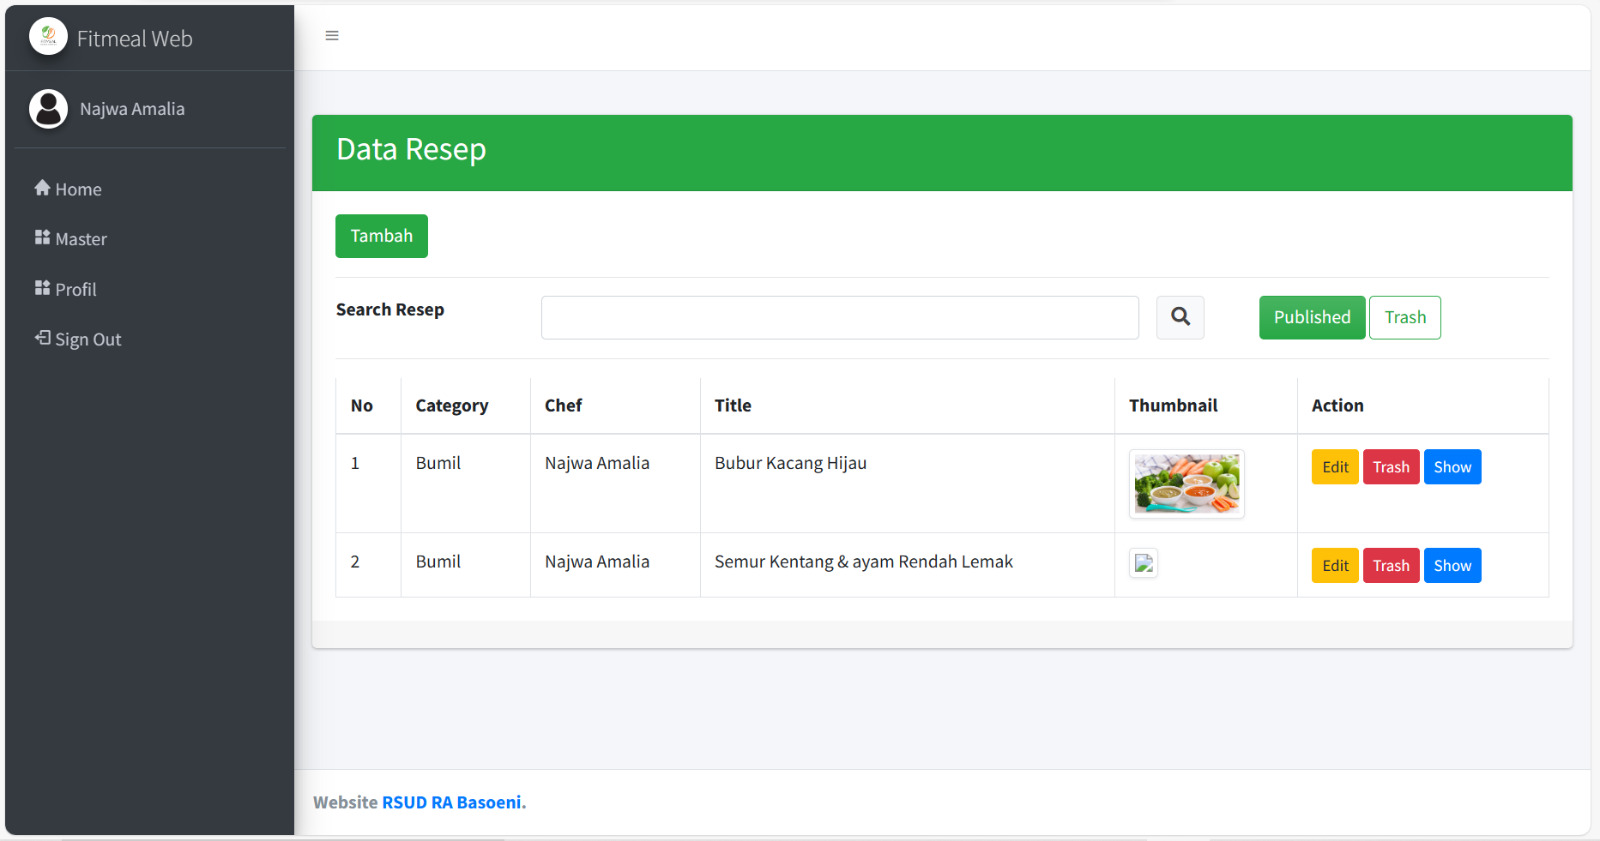 Fitmeal Web
Najwa Amalia
Home
Master
Profil
Sign Out
Data Resep
Tambah
Search Resep
Published Trash
No Category Chef Title Thumbnail Action
1 Bumil Najwa Amalia Bubur Kacang Hijau Edit Trash Show
2 Bumil Najwa Amalia Semur Kentang & ayam Rendah Lemak Edit Trash Show
Website RSUD RA Basoeni.